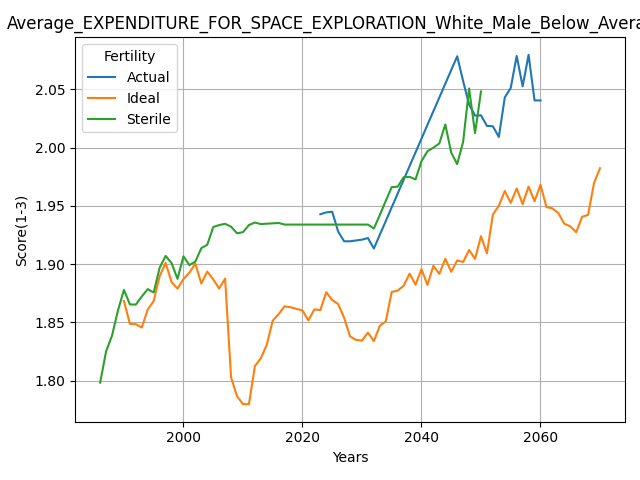 Average_EXPENDITURE_FOR_SPACE_EXPLORATION_White_Male_Below_Avera
Fertility
Actual
Ideal
Sterile
Score(1-3)
2.05
2.00
1.95
1.90
1.85
1.80
2000 2020 2040 2060
Years